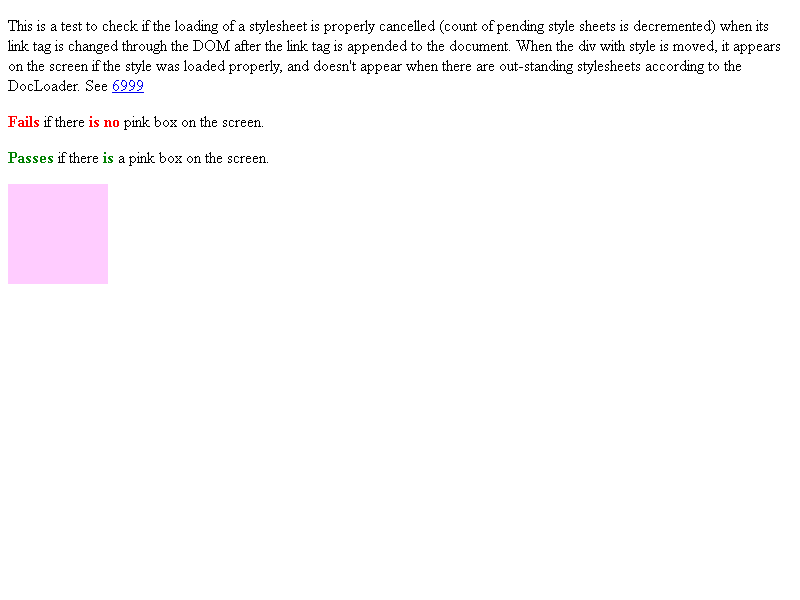 This is a test to check if the loading of a stylesheet is properly cancelled (count of pending style sheets is decremented) when its
link tag is changed through the DOM after the link tag is appended to the document. When the div with style is moved, it appears
on the screen if the style was loaded properly, and doesn't appear when there are out-standing stylesheets according to the
DocLoader. See 6999
Fails if there is no pink box on the screen.
Passes if there is a pink box on the screen.